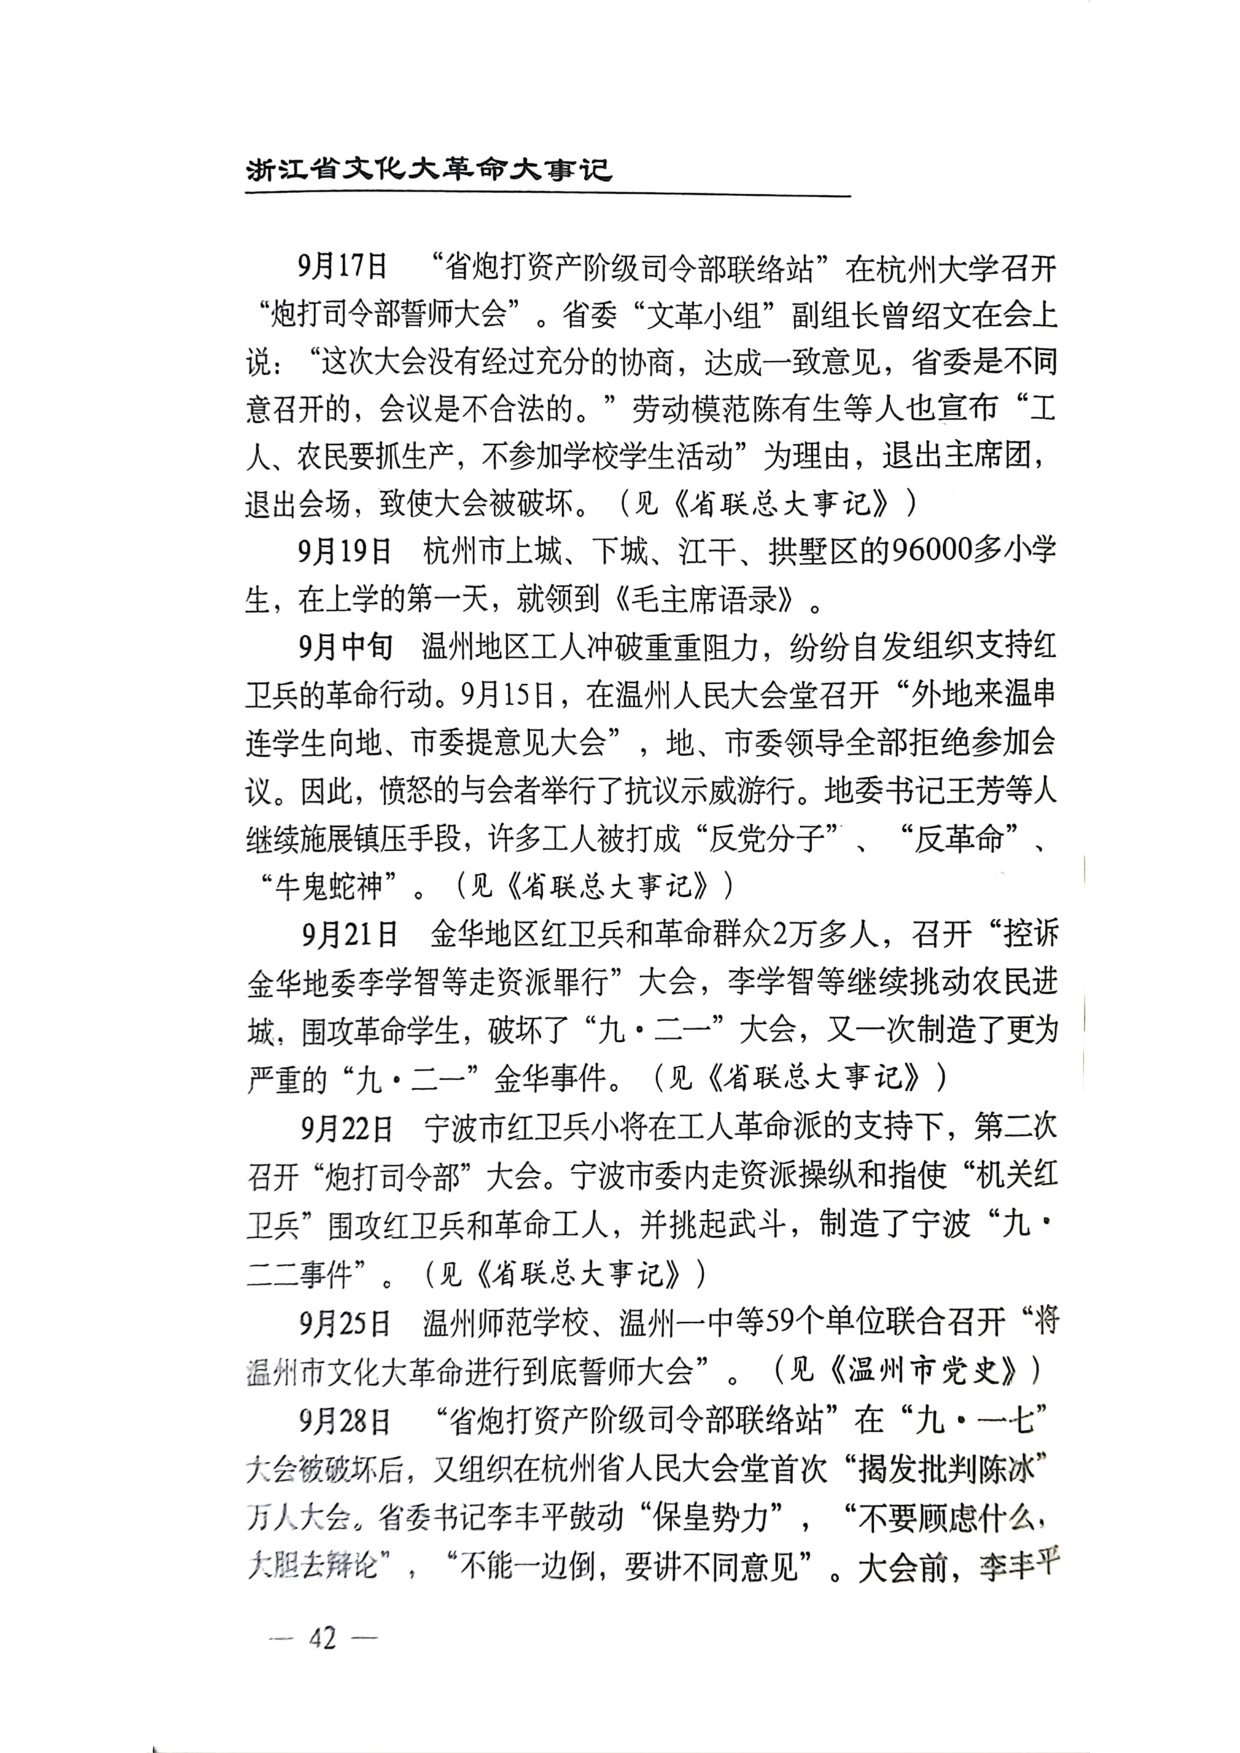 浙江省文化大革命大事记
9月17日　“省炮打资产阶级司令部联络站”在杭州大学召开
“炮打司令部誓师大会”。省委“文革小组”副组长曾绍文在会上
说：“这次大会没有经过充分的协商，达成一致意见，省委是不同
意召开的，会议是不合法的。”劳动模范陈有生等人也宣布“工
人、农民要抓生产，不参加学校学生活动”为理由，退出主席团，
退出会场，致使大会被破坏。（见《省联总大事记》）
9月19日　杭州市上城、下城、江干、拱墅区的96000多小学
生，在上学的第一天，就领到《毛主席语录》。
9月中旬　温州地区工人冲破重重阻力，纷纷自发组织支持红
卫兵的革命行动。9月15日，在温州人民大会堂召开“外地来温串
连学生向地、市委提意见大会”，地、市委领导全部拒绝参加会
议。因此，愤怒的与会者举行了抗议示威游行。地委书记王芳等人
继续施展镇压手段，许多工人被打成“反党分子”、“反革命”、
“牛鬼蛇神”。（见《省联总大事记》）
9月21日　金华地区红卫兵和革命群众2万多人，召开“控诉
金华地委李学智等走资派罪行”大会，李学智等继续挑动农民进
城，围攻革命学生，破坏了“九·二一”大会，又一次制造了更为
严重的“九·二一”金华事件。（见《省联总大事记》）
9月22日　宁波市红卫兵小将在工人革命派的支持下，第二次
召开“炮打司令部”大会。宁波市委内走资派操纵和指使“机关红
卫兵”围攻红卫兵和革命工人，并挑起武斗，制造了宁波“九·
二二事件”。（见《省联总大事记》）
9月25日　温州师范学校、温州一中等59个单位联合召开“将
温州市文化大革命进行到底誓师大会”。（见《温州市党史》）
9月28日　“省炮打资产阶级司令部联络站”在“九·一七”
大会被破坏后，又组织在杭州省人民大会堂首次“揭发批判陈冰”
万人大会。省委书记李丰平鼓动“保皇势力”，“不要顾虑什么，
大胆去辩论”，“不能一边倒，要讲不同意见”。大会前，李丰平
— 42 —